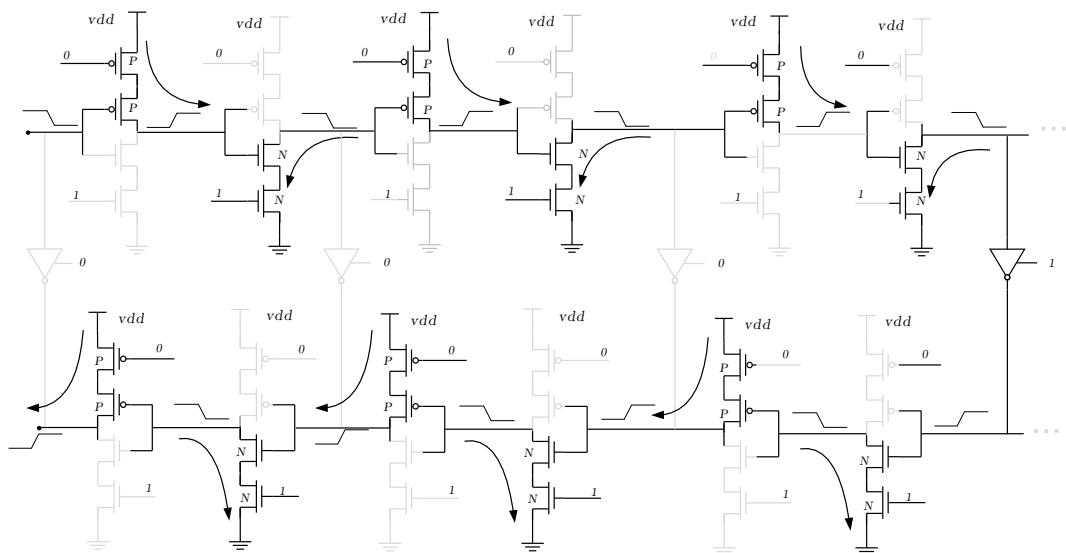 vdd vdd vdd vdd vdd vdd
0 0 0 0 0 0
P P P
P P P
N N N
1 N 1 1 N 1 1 N 1
0 0 0 1
vdd vdd vdd vdd vdd vdd
P 0 0 P 0 0 P 0 0
P P P
N N N
1 N 1 1 N 1 1 N 1